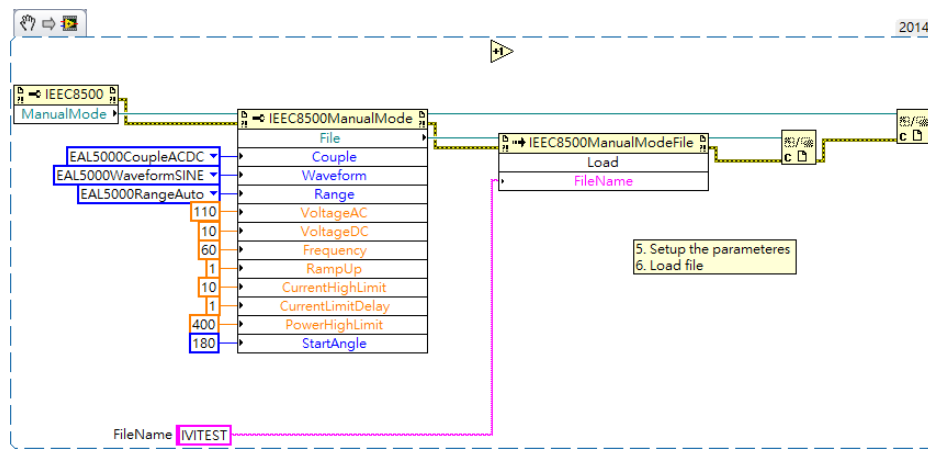 2014
+1
IEEC8500
ManualMode
IEEC8500ManualMode
File
EAL5000CoupleACDC
Couple
EAL5000WaveformSINE
Waveform
EAL5000RangeAuto
Range
110
VoltageAC
10
VoltageDC
60
Frequency
1
RampUp
10
CurrentHighLimit
1
CurrentLimitDelay
400
PowerHighLimit
180
StartAngle
IEEC8500ManualModeFile
Load
FileName
C
C
5. Setup the parameteres
6. Load file
FileName IVITEST